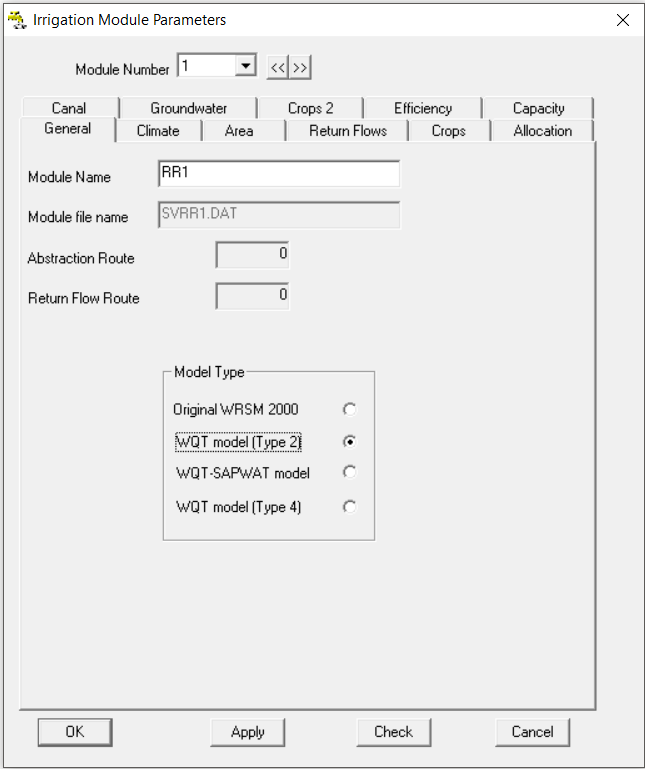 Irrigation Module Parameters
Module Number 1 << >>
Canal Groundwater Crops 2 Efficiency Capacity
General Climate Area Return Flows Crops Allocation
Module Name RR1
Module file name SVRR1.DAT
Abstraction Route 0
Return Flow Route 0
Model Type
Original WRSM 2000
WQT model (Type 2)
WQT-SAPWAT model
WQT model (Type 4)
OK Apply Check Cancel